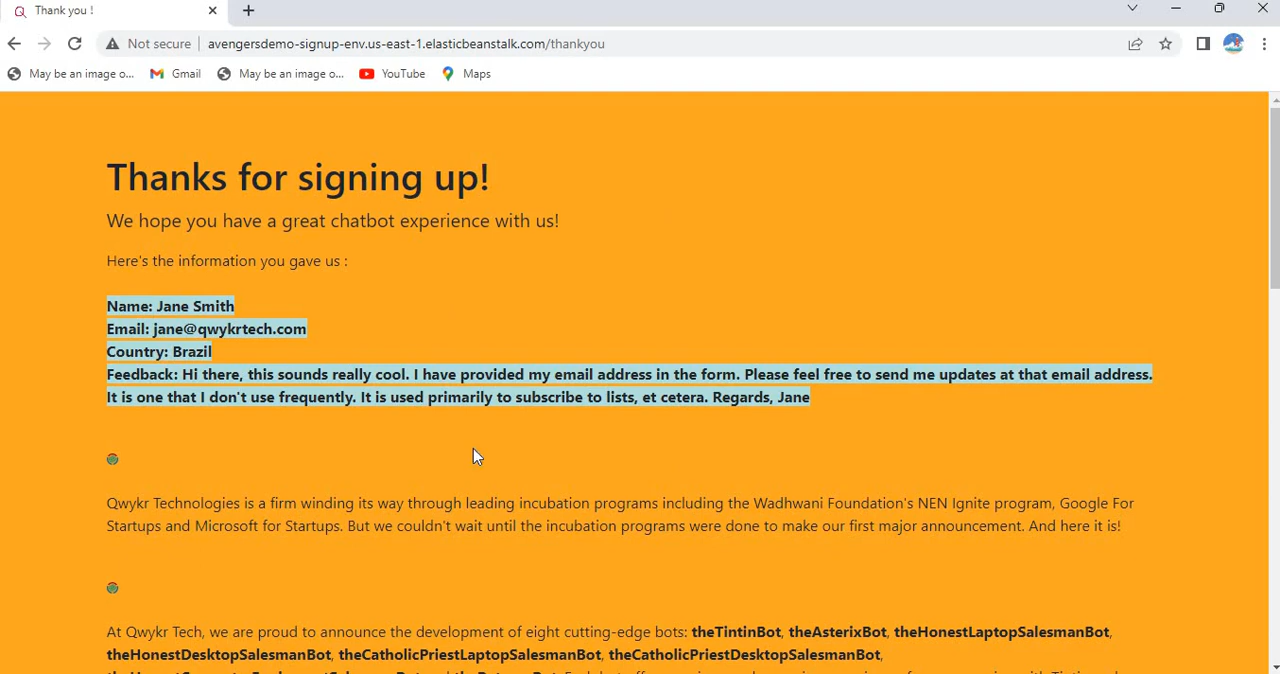 Thank you !
Not secure
avengersdemo-signup-env.us-east-1.elasticbeanstalk.com/thankyou
May be an image o...
Gmail
May be an image o...
YouTube
Maps
Thanks for signing up!
We hope you have a great chatbot experience with us!
Here's the information you gave us :
Name: Jane Smith
Email: jane@qwykrtech.com
Country: Brazil
Feedback: Hi there, this sounds really cool. I have provided my email address in the form. Please feel free to send me updates at that email address.
It is one that I don't use frequently. It is used primarily to subscribe to lists, et cetera. Regards, Jane
Qwykr Technologies is a firm winding its way through leading incubation programs including the Wadhwani Foundation's NEN Ignite program, Google For
Startups and Microsoft for Startups. But we couldn't wait until the incubation programs were done to make our first major announcement. And here it is!
At Qwykr Tech, we are proud to announce the development of eight cutting-edge bots: theTintinBot, theAsterixBot, theHonestLaptopSalesmanBot,
theHonestDesktopSalesmanBot, theCatholicPriestLaptopSalesmanBot, theCatholicPriestDesktopSalesmanBot,